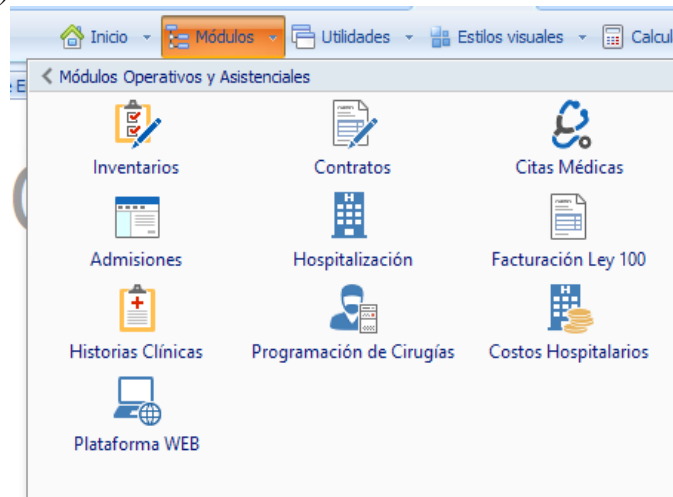 Inicio Módulos Utilidades Estilos visuales Calcul
Módulos Operativos y Asistenciales
Inventarios Contratos Citas Médicas
Admisiones Hospitalización Facturación Ley 100
Historias Clínicas Programación de Cirugías Costos Hospitalarios
Plataforma WEB